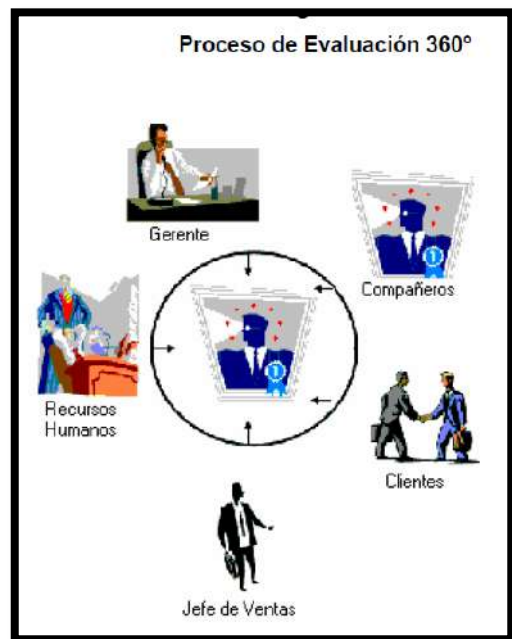 Proceso de Evaluación 360°
Gerente
Compañeros
Recursos
Humanos
Clientes
Jefe de Ventas